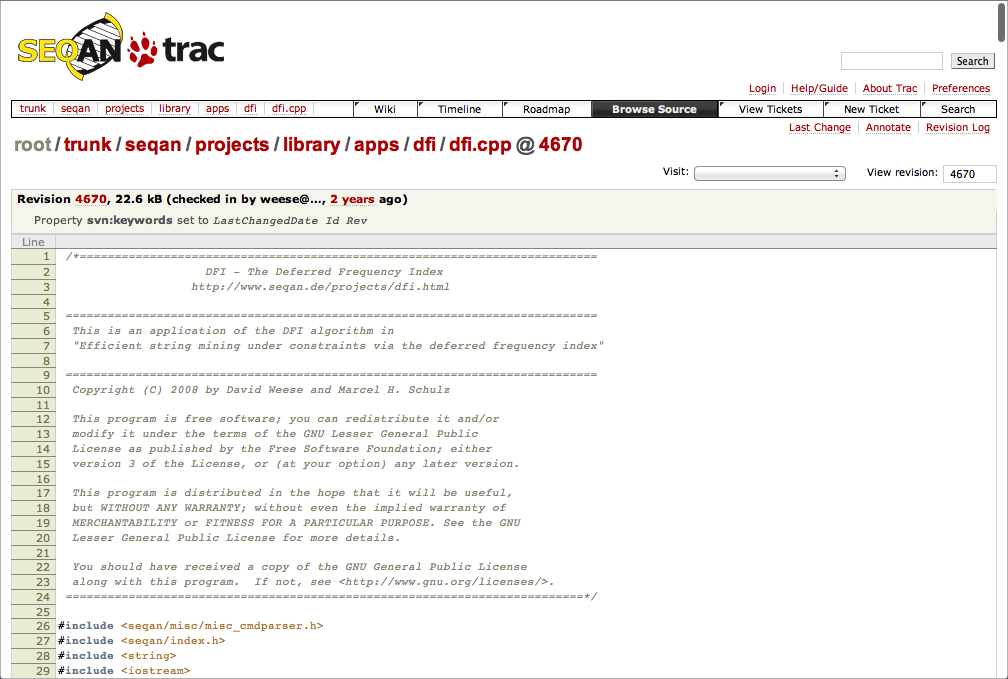 SEQAN trac
Search
Login Help/Guide About Trac Preferences
trunk seqan projects library apps dfi dfi.cpp Wiki Timeline Roadmap Browse Source View Tickets New Ticket Search
Last Change Annotate Revision Log
root/trunk/seqan/projects/library/apps/dfi/dfi.cpp @ 4670
Visit: View revision: 4670
Revision 4670, 22.6 kB (checked in by weese@..., 2 years ago)
Property svn:keywords set to LastChangedDate Id Rev
Line
1 /*==========================================================================
2 DFI - The Deferred Frequency Index
3 http://www.seqan.de/projects/dfi.html
4
5 ============================================================================
6 This is an application of the DFI algorithm in
7 "Efficient string mining under constraints via the deferred frequency index"
8
9 ============================================================================
10 Copyright (C) 2008 by David Weese and Marcel H. Schulz
11
12 This program is free software; you can redistribute it and/or
13 modify it under the terms of the GNU Lesser General Public
14 License as published by the Free Software Foundation; either
15 version 3 of the License, or (at your option) any later version.
16
17 This program is distributed in the hope that it will be useful,
18 but WITHOUT ANY WARRANTY; without even the implied warranty of
19 MERCHANTABILITY or FITNESS FOR A PARTICULAR PURPOSE. See the GNU
20 Lesser General Public License for more details.
21
22 You should have received a copy of the GNU General Public License
23 along with this program. If not, see <http://www.gnu.org/licenses/>.
24 ==========================================================================*/
25
26 #include <seqan/misc/misc_cmdparser.h>
27 #include <seqan/index.h>
28 #include <string>
29 #include <iostream>